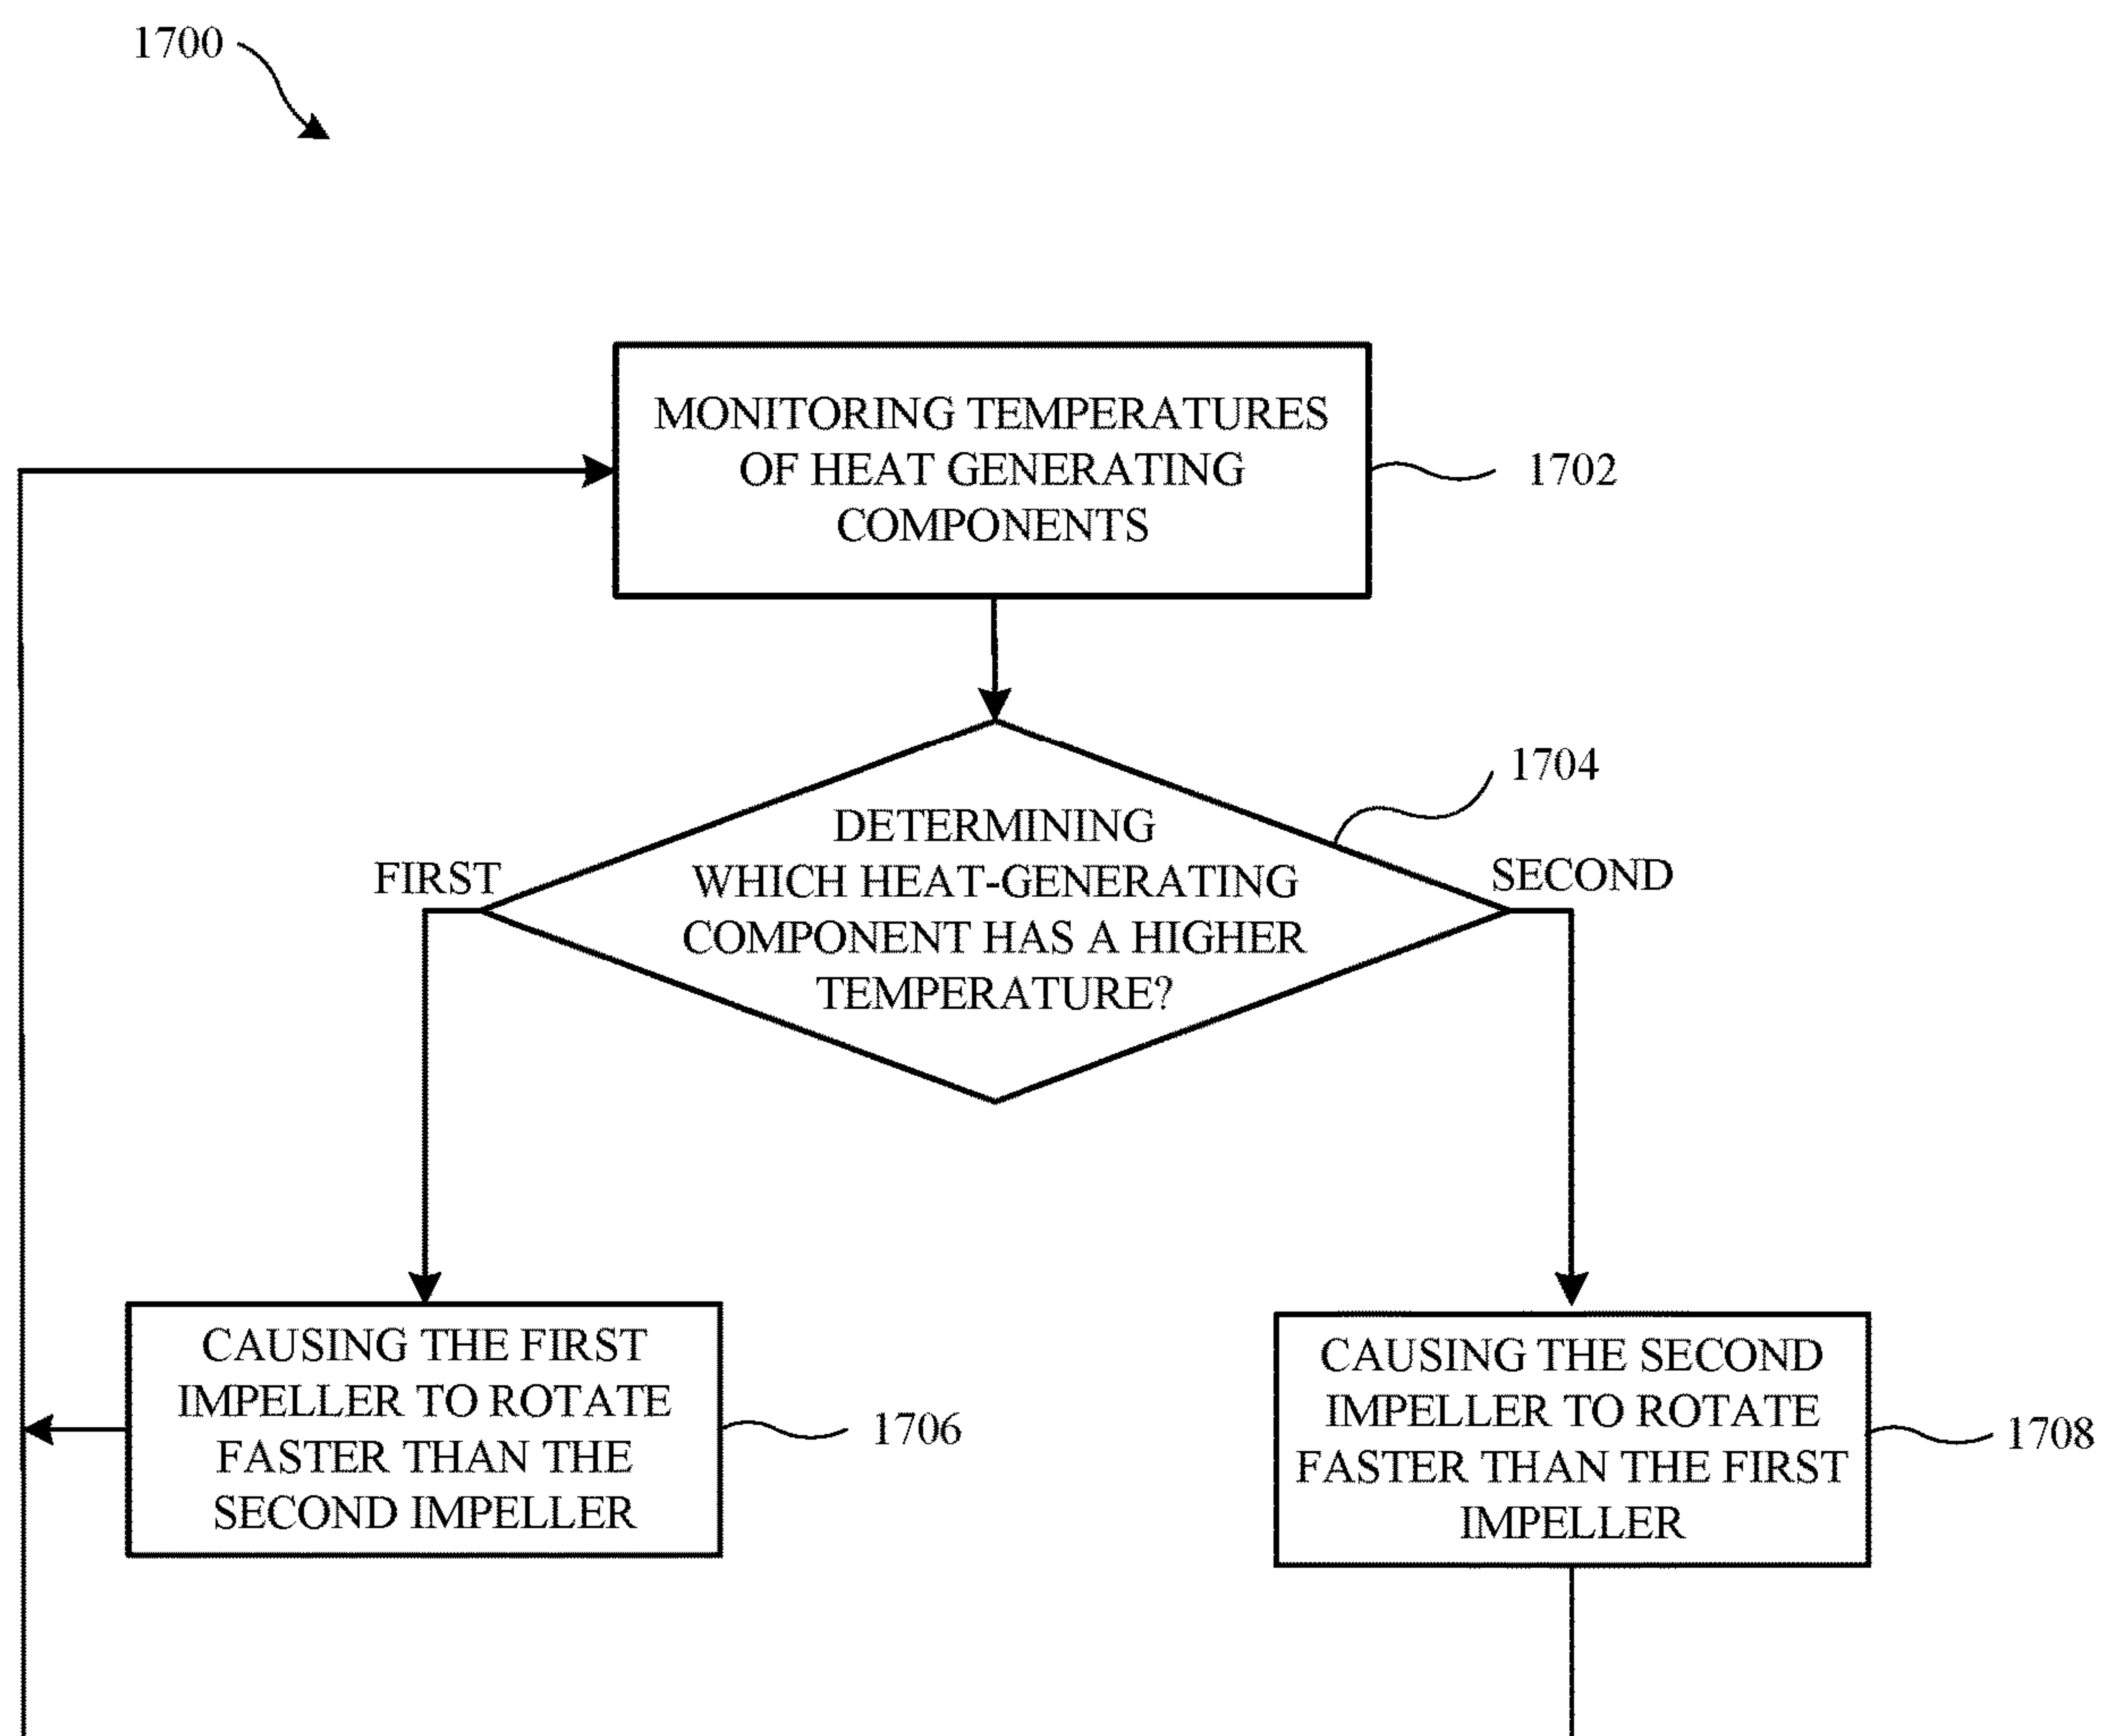 1700
MONITORING TEMPERATURES
OF HEAT GENERATING
COMPONENTS
1702
1704
DETERMINING
WHICH HEAT-GENERATING
COMPONENT HAS A HIGHER
TEMPERATURE?
FIRST
SECOND
CAUSING THE FIRST
IMPELLER TO ROTATE
FASTER THAN THE
SECOND IMPELLER
1706
CAUSING THE SECOND
IMPELLER TO ROTATE
FASTER THAN THE FIRST
IMPELLER
1708